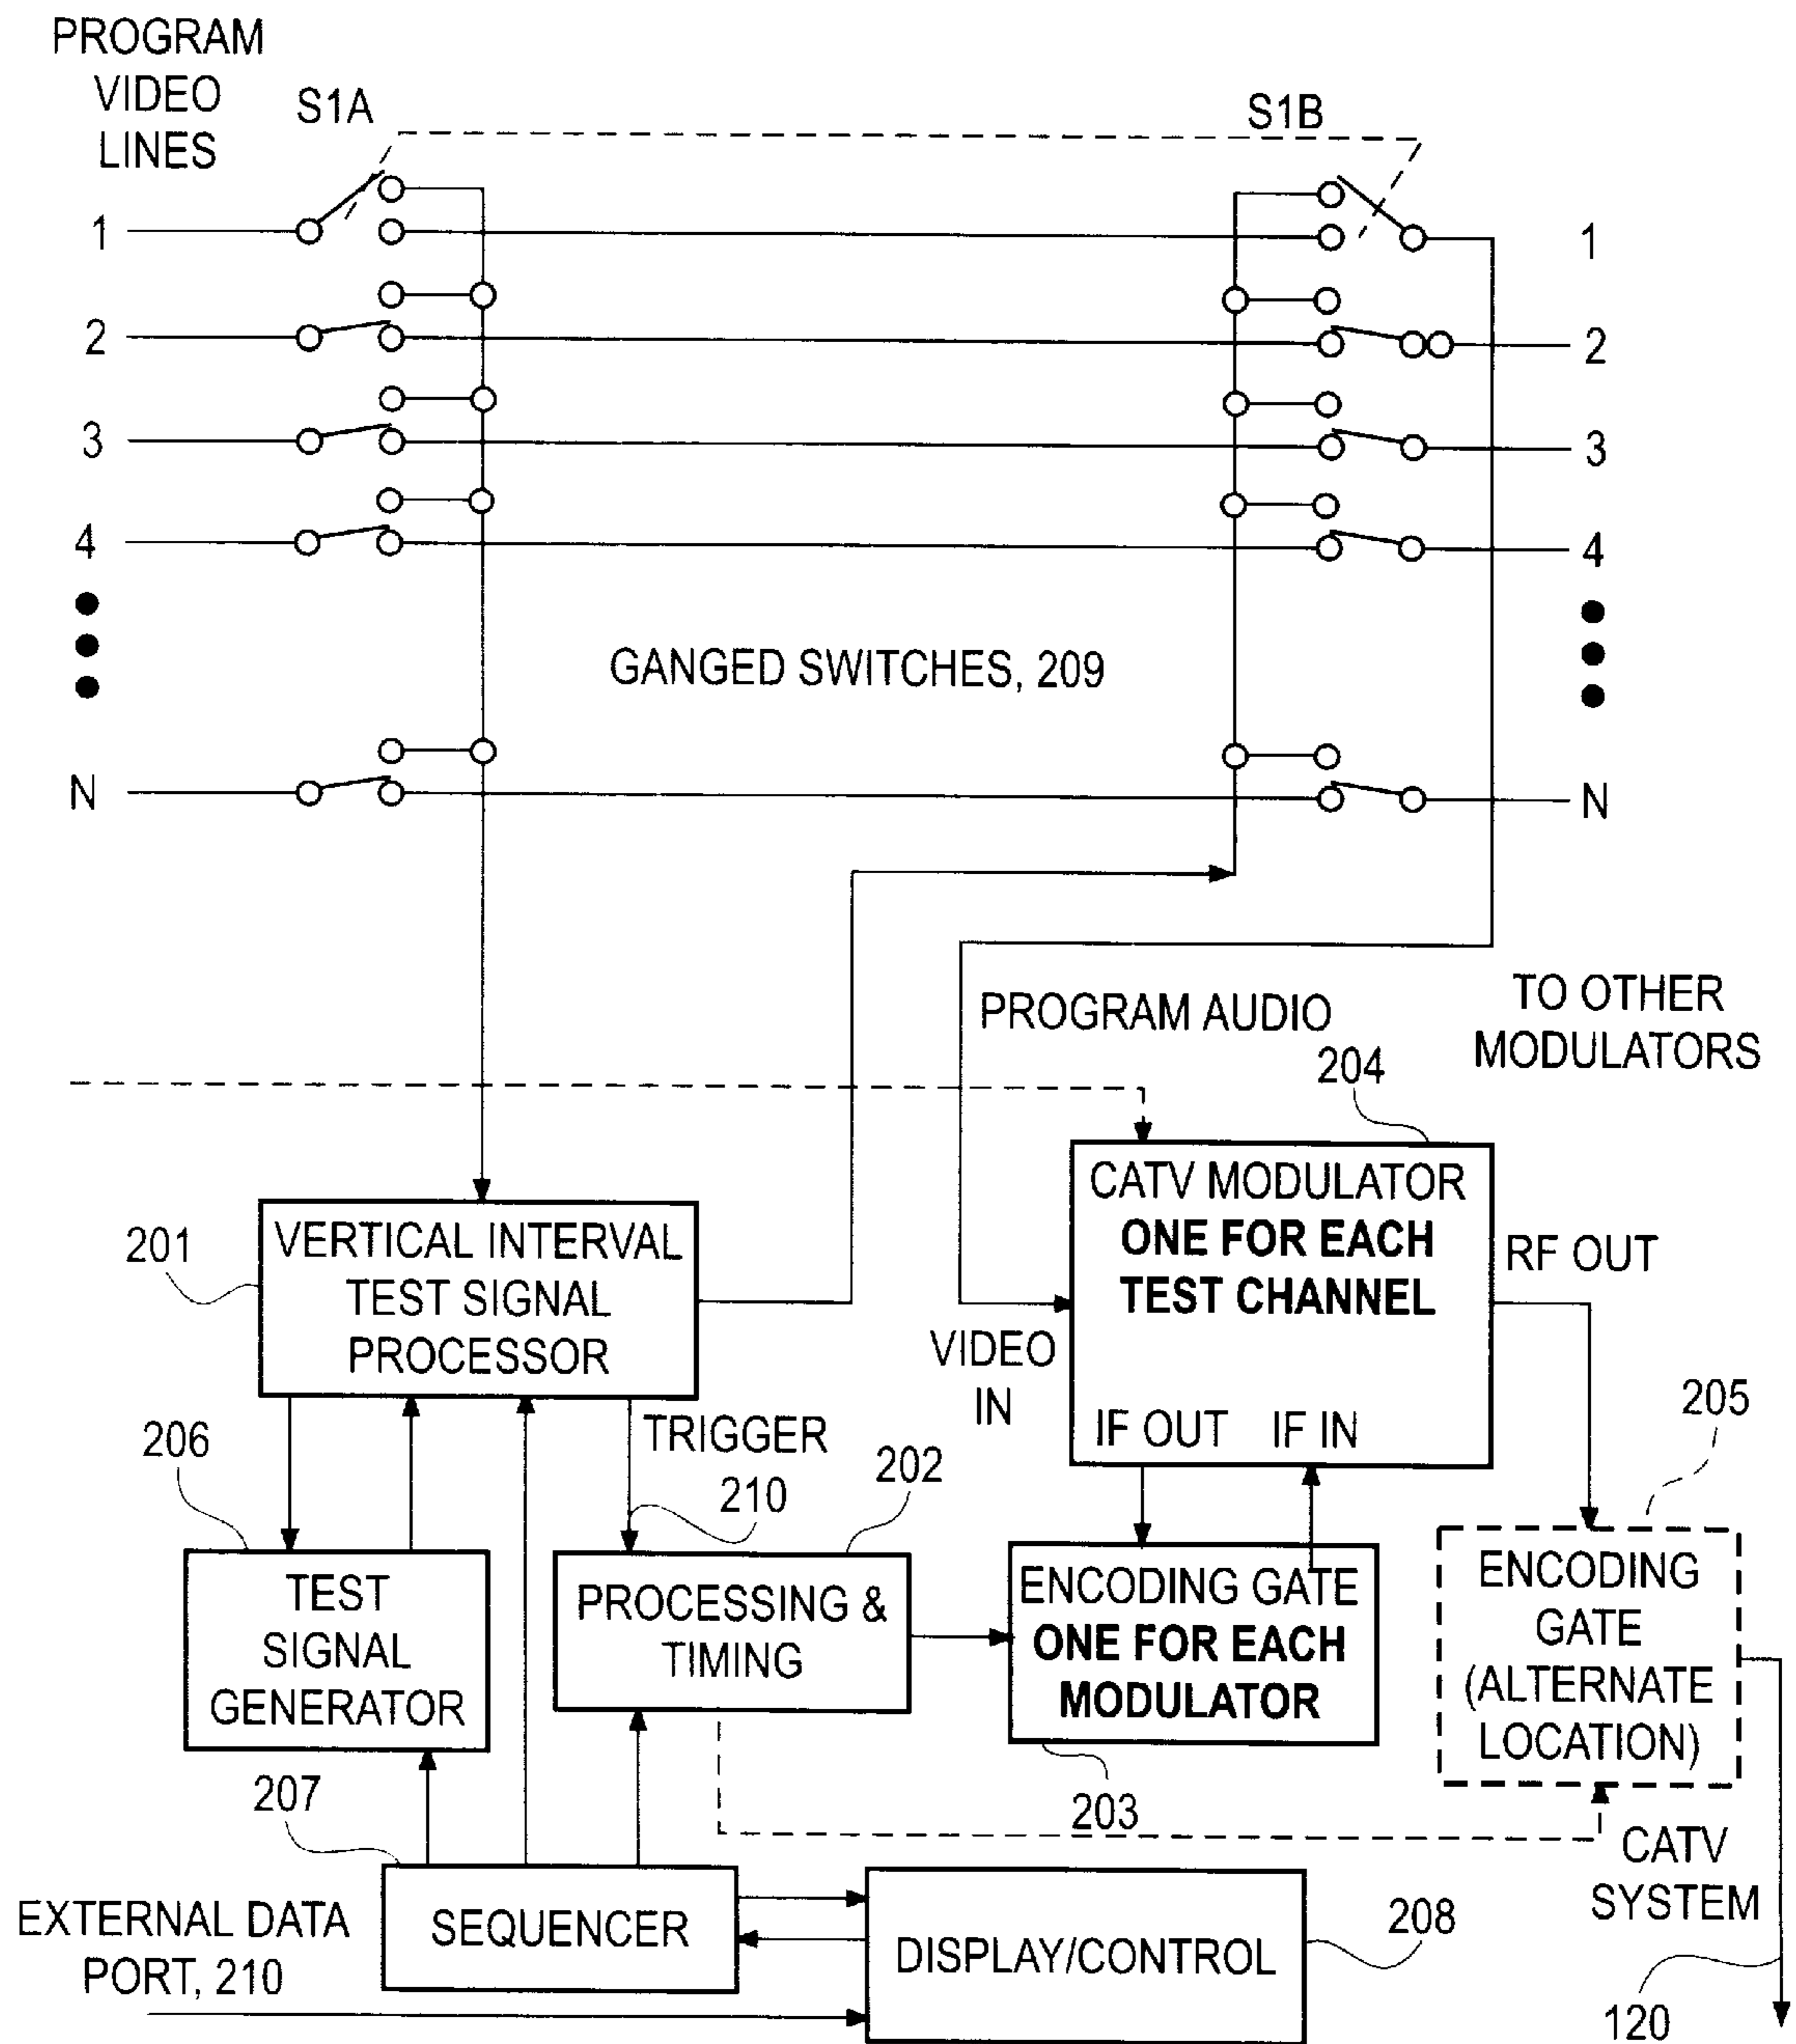 PROGRAM
VIDEO
LINES
S1A
S1B
1
1
2
2
3
3
4
4
GANGED SWITCHES, 209
N
N
PROGRAM AUDIO
TO OTHER
MODULATORS
204
201
VERTICAL INTERVAL
TEST SIGNAL
PROCESSOR
CATV MODULATOR
ONE FOR EACH
TEST CHANNEL
RF OUT
VIDEO
IN
IF OUT
IF IN
205
206
TRIGGER
210
202
TEST
SIGNAL
GENERATOR
PROCESSING &
TIMING
ENCODING GATE
ONE FOR EACH
MODULATOR
ENCODING
GATE
(ALTERNATE
LOCATION)
207
203
CATV
SYSTEM
EXTERNAL DATA
PORT, 210
SEQUENCER
DISPLAY/CONTROL
208
120